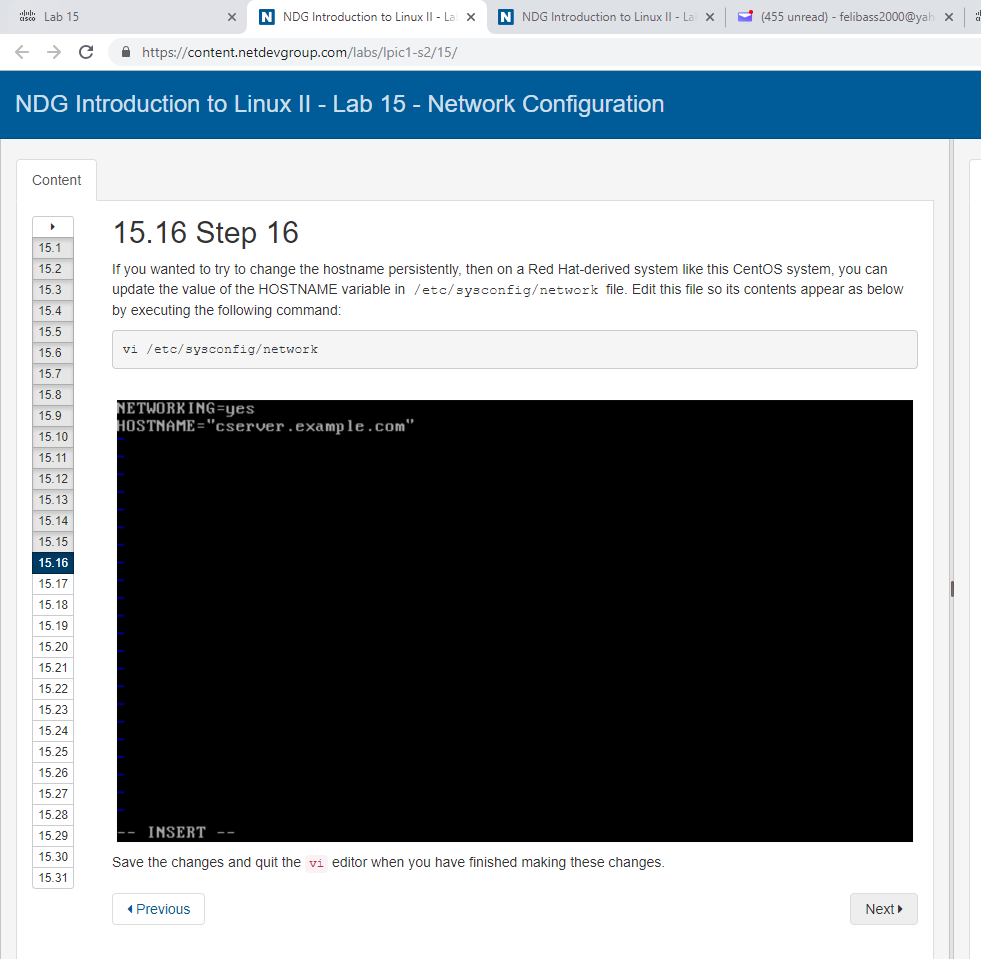 Lab 15
NDG Introduction to Linux II - La
NDG Introduction to Linux II - La
(455 unread) - felibass2000@yah
https://content.netdevgroup.com/labs/lpic1-s2/15/
NDG Introduction to Linux II - Lab 15 - Network Configuration
Content
15.1
15.2
15.3
15.4
15.5
15.6
15.7
15.8
15.9
15.10
15.11
15.12
15.13
15.14
15.15
15.16
15.17
15.18
15.19
15.20
15.21
15.22
15.23
15.24
15.25
15.26
15.27
15.28
15.29
15.30
15.31
15.16 Step 16
If you wanted to try to change the hostname persistently, then on a Red Hat-derived system like this CentOS system, you can
update the value of the HOSTNAME variable in /etc/sysconfig/network file. Edit this file so its contents appear as below
by executing the following command:
vi /etc/sysconfig/network
NETWORKING=yes
HOSTNAME="cserver.example.com"
-- INSERT --
Save the changes and quit the vi editor when you have finished making these changes.
Previous
Next